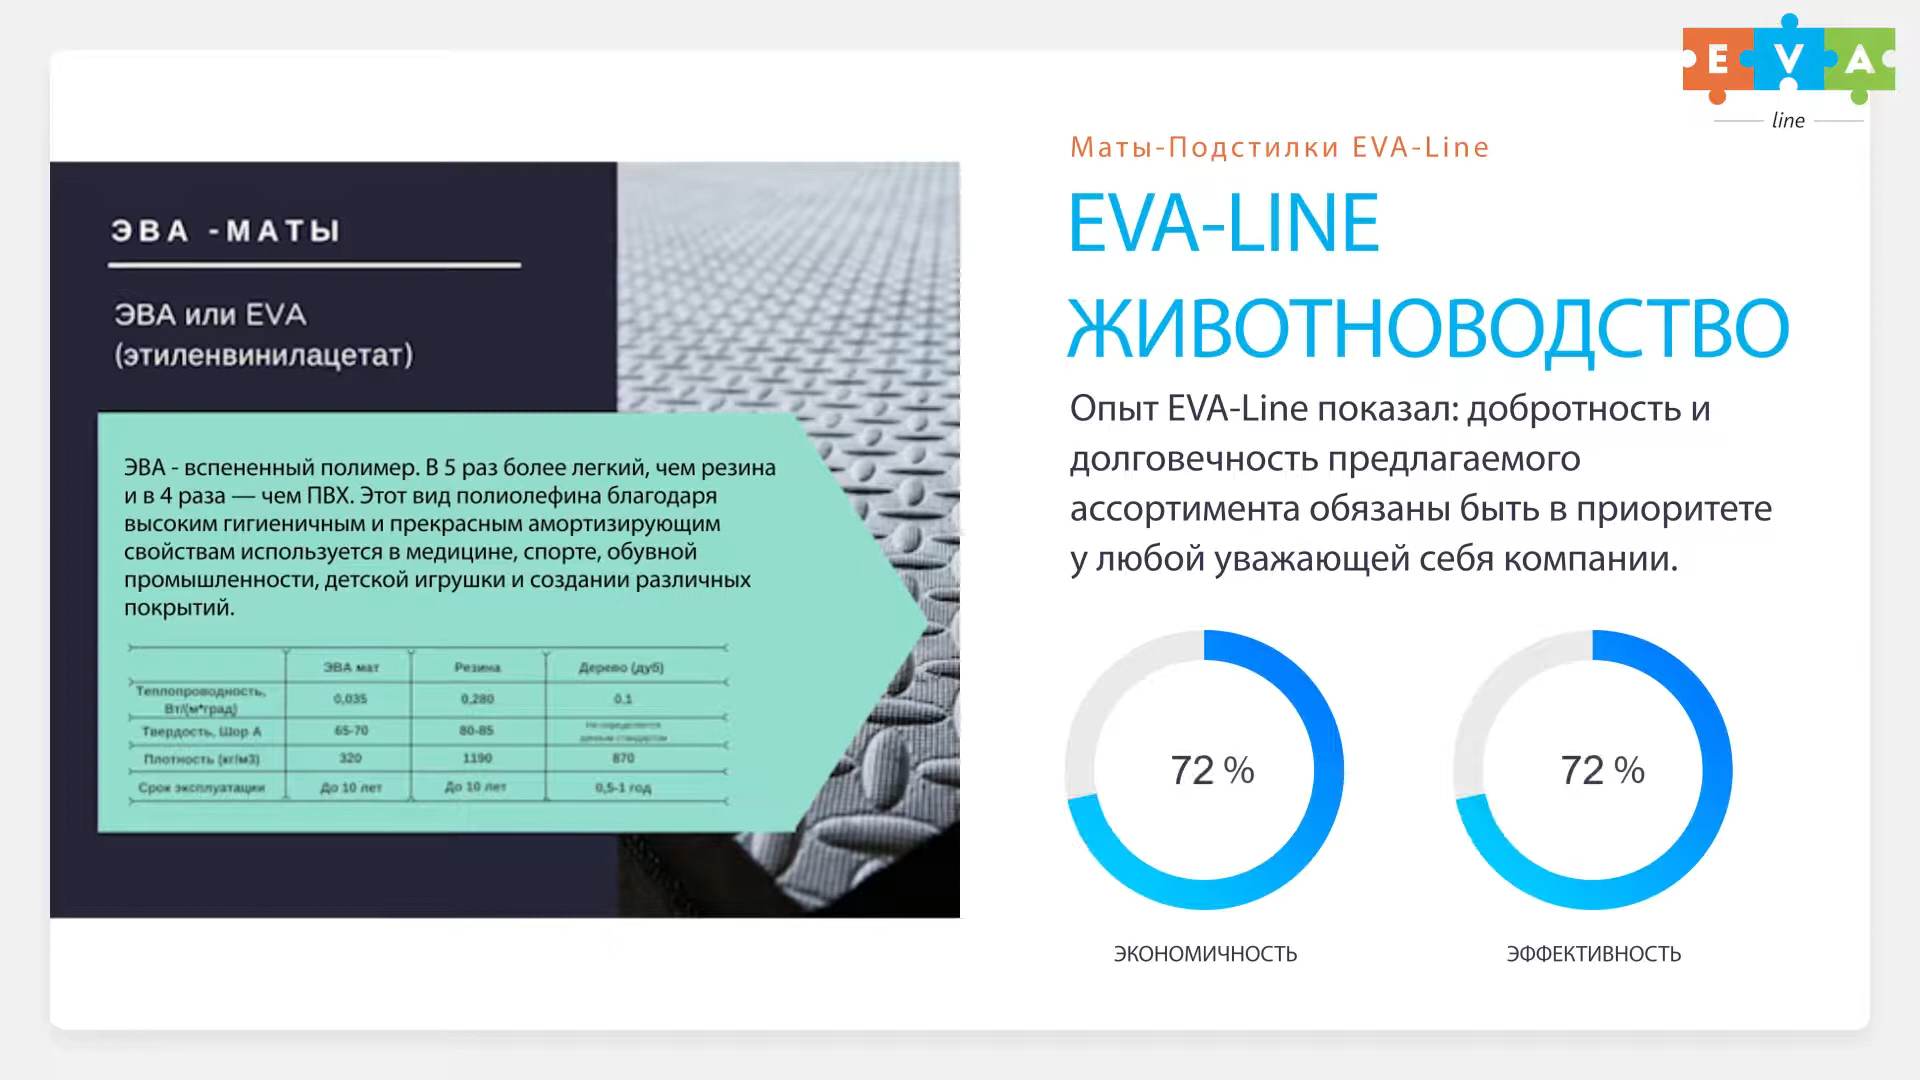 EVA
line
ЭВА -МАТЫ
ЭВА или EVA
(этиленвинилацетат)
ЭВА - вспененный полимер. В 5 раз более легкий, чем резина
и в 4 раза — чем ПВХ. Этот вид полиолефина благодаря
высоким гигиеничным и прекрасным амортизирующим
свойствам используется в медицине, спорте, обувной
промышленности, детской игрушки и создании различных
покрытий.
ЭВА мат Резина Дерево (дуб)
Теплопроводность,
Вт/(м*град) 0,035 0,280 0,1
Твердость, Шор А 65-70 80-85 Не определяется
данным стандартом
Плотность (кг/м3) 320 1190 870
Срок эксплуатации До 10 лет До 10 лет 0,5-1 год
Маты-Подстилки EVA-Line
EVA-LINE
ЖИВОТНОВОДСТВО
Опыт EVA-Line показал: добротность и
долговечность предлагаемого
ассортимента обязаны быть в приоритете
у любой уважающей себя компании.
72 %
72 %
ЭКОНОМИЧНОСТЬ
ЭФФЕКТИВНОСТЬ